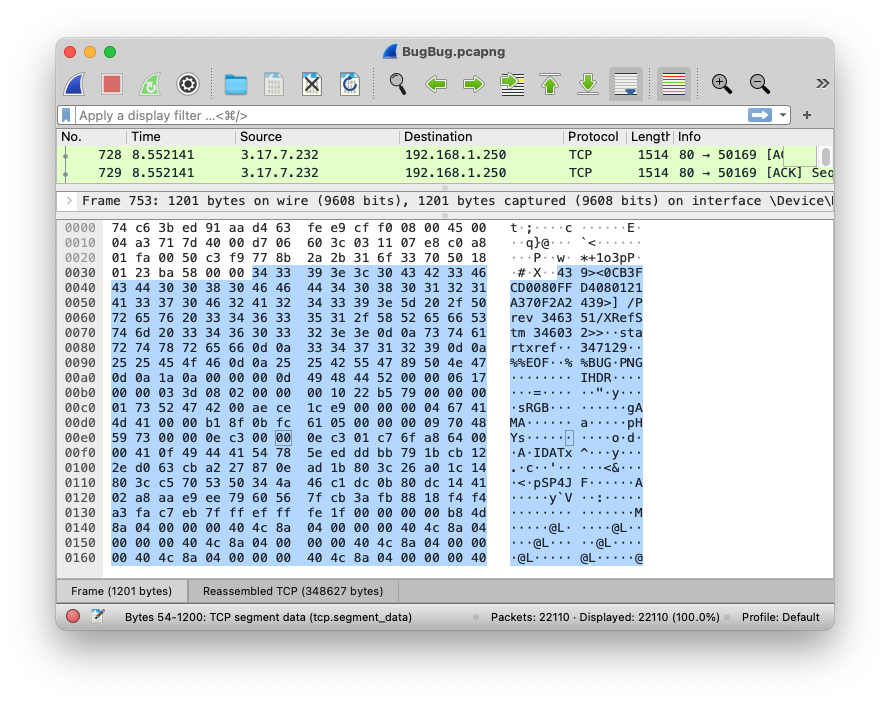 BugBug.pcapng
Apply a display filter ...<⌘/>
No. Time Source Destination Protocol Length Info
728 8.552141 3.17.7.232 192.168.1.250 TCP 1514 80 → 50169 [A
729 8.552141 3.17.7.232 192.168.1.250 TCP 1514 80 → 50169 [ACK] Seq
Frame 753: 1201 bytes on wire (9608 bits), 1201 bytes captured (9608 bits) on interface \Device\
0000 74 c6 3b ed 91 aa d4 63 fe e9 cf f0 08 00 45 00 t·;····c ······E·
0010 04 a3 71 7d 40 00 d7 06 60 3c 03 11 07 e8 c0 a8 ··q}@··· `<······
0020 01 fa 00 50 c3 f9 77 8b 2a 2b 31 6f 33 70 50 18 ···P··w· *+1o3pP·
0030 01 23 ba 58 00 00 34 33 39 3e 3c 30 43 42 33 46 ·#·X··43 9><0CB3F
0040 43 44 30 30 38 30 46 46 44 34 30 38 30 31 32 31 CD0080FF D4080121
0050 41 33 37 30 46 32 41 32 34 33 39 3e 5d 20 2f 50 A370F2A2 439>] /P
0060 72 65 76 20 33 34 36 33 35 31 2f 58 52 65 66 53 rev 3463 51/XRefS
0070 74 6d 20 33 34 36 30 33 32 3e 3e 0d 0a 73 74 61 tm 34603 2>>··sta
0080 72 74 78 72 65 66 0d 0a 33 34 37 31 32 39 0d 0a rtxref·· 347129··
0090 25 25 45 4f 46 0d 0a 25 25 42 55 47 89 50 4e 47 %%EOF··% %BUG·PNG
00a0 0d 0a 1a 0a 00 00 00 0d 49 48 44 52 00 00 06 17 ········ IHDR····
00b0 00 00 03 3d 08 02 00 00 00 10 22 b5 79 00 00 00 ···=···· ··"·y···
00c0 01 73 52 47 42 00 ae ce 1c e9 00 00 00 04 67 41 ·sRGB··· ······gA
00d0 4d 41 00 00 b1 8f 0b fc 61 05 00 00 00 09 70 48 MA······ a·····pH
00e0 59 73 00 00 0e c3 00 00 0e c3 01 c7 6f a8 64 00 Ys······ ····o·d·
00f0 00 41 0f 49 44 41 54 78 5e ed dd bb 79 1b cb 12 ·A·IDATx ^···y···
0100 2e d0 63 cb a2 27 87 0e ad 1b 80 3c 26 a0 1c 14 .·c··'·· ···<&···
0110 80 3c c5 70 53 50 34 4a 46 c1 dc 0b 80 dc 14 41 ·<·pSP4J F······A
0120 02 a8 aa e9 ee 79 60 56 7f cb 3a fb 88 18 f4 f4 ·····y`V ··:·····
0130 a3 fa c7 eb 7f ff ef ff fe 1f 00 00 00 00 b8 4d ········ ·······M
0140 8a 04 00 00 00 40 4c 8a 04 00 00 00 40 4c 8a 04 ·····@L· ····@L··
0150 00 00 00 40 4c 8a 04 00 00 00 40 4c 8a 04 00 00 ···@L··· ··@L····
0160 00 40 4c 8a 04 00 00 00 40 4c 8a 04 00 00 00 40 ·@L····· @L·····@
Frame (1201 bytes) Reassembled TCP (348627 bytes)
Bytes 54-1200: TCP segment data (tcp.segment_data) Packets: 22110 · Displayed: 22110 (100.0%) Profile: Default